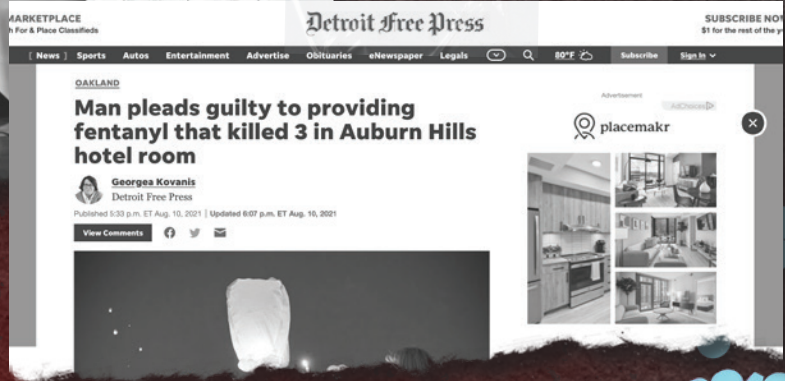 MARKETPLACE
h For & Place Classifieds
Detroit Free Press
SUBSCRIBE NOW
$1 for the rest of the y
[ News ] Sports Autos Entertainment Advertise Obituaries eNewspaper Legals 80°F Subscribe Sign In
OAKLAND
Man pleads guilty to providing
fentanyl that killed 3 in Auburn Hills
hotel room
Georgea Kovanis
Detroit Free Press
Published 5:33 p.m. ET Aug. 10, 2021 | Updated 6:07 p.m. ET Aug. 10, 2021
View Comments
Advertisement
AdChoices
placemakr